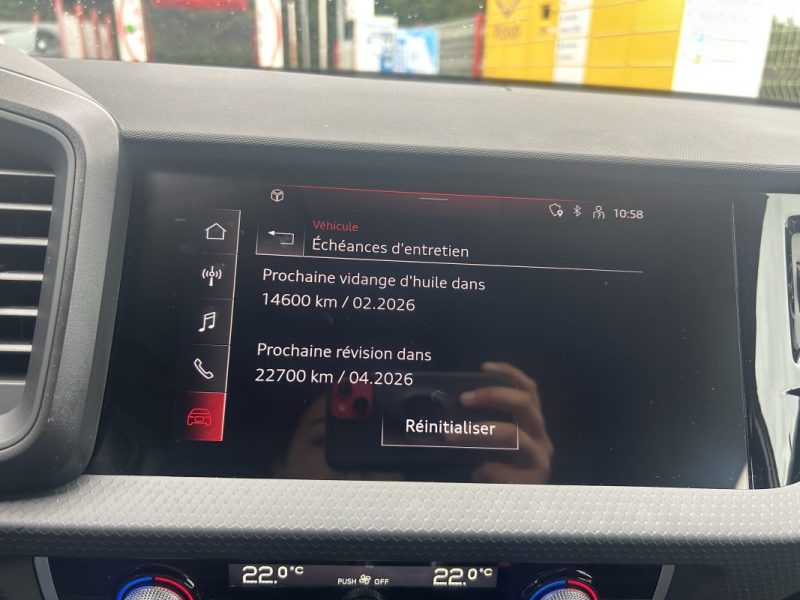 10:58
Véhicule
Échéances d'entretien
Prochaine vidange d'huile dans
14600 km / 02.2026
Prochaine révision dans
22700 km / 04.2026
Réinitialiser
22.0°C PUSH OFF 22.0°C